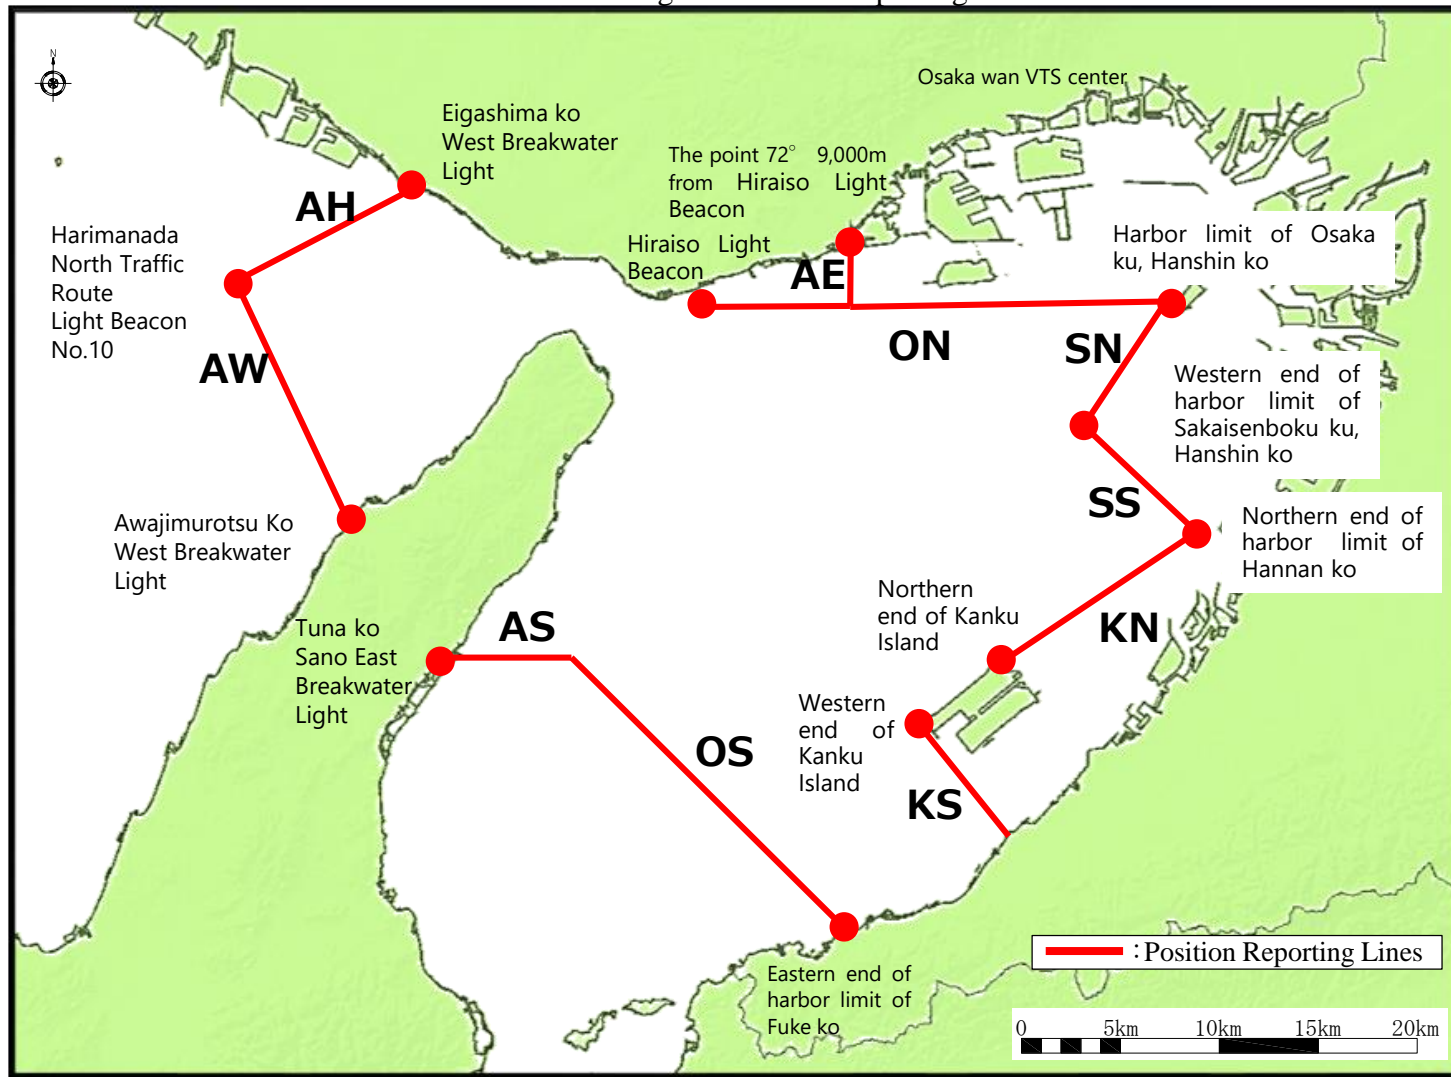 N
Osaka wan VTS center
Eigashima ko
West Breakwater
Light
The point 72° 9,000m
from Hiraiso Light
Beacon
AH
Harimanada
North Traffic
Route
Light Beacon
No.10
Hiraiso Light
Beacon
AE
Harbor limit of Osaka
ku, Hanshin ko
ON
SN
AW
Western end of
harbor limit of
Sakaisenboku ku,
Hanshin ko
SS
Awajimurotsu Ko
West Breakwater
Light
Northern end of
harbor limit of
Hannan ko
Northern
end of Kanku
Island
Tuna ko
Sano East
Breakwater
Light
AS
KN
Western
end of
Kanku
Island
OS
KS
Eastern end of
harbor limit of
Fuke ko
:Position Reporting Lines
0 5km 10km 15km 20km